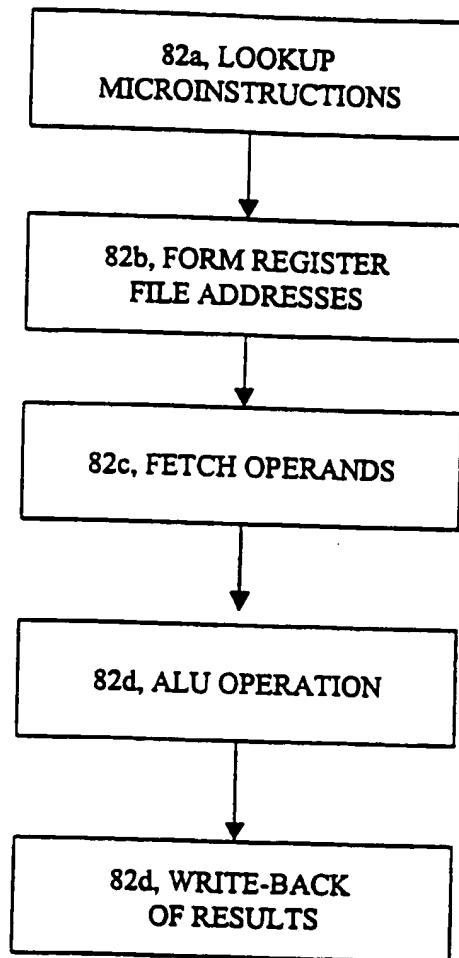 82a, LOOKUP
MICROINSTRUCTIONS
82b, FORM REGISTER
FILE ADDRESSES
82c, FETCH OPERANDS
82d, ALU OPERATION
82d, WRITE-BACK
OF RESULTS